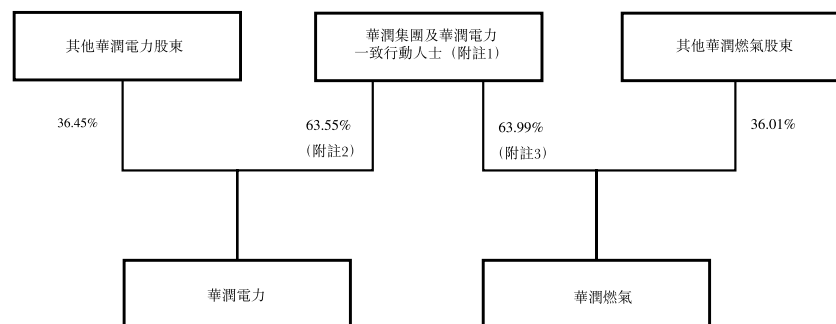 其他華潤電力股東
華潤集團及華潤電力
一致行動人士（附註1）
其他華潤燃氣股東
36.45%
63.55%
（附註2）
63.99%
（附註3）
36.01%
華潤電力
華潤燃氣